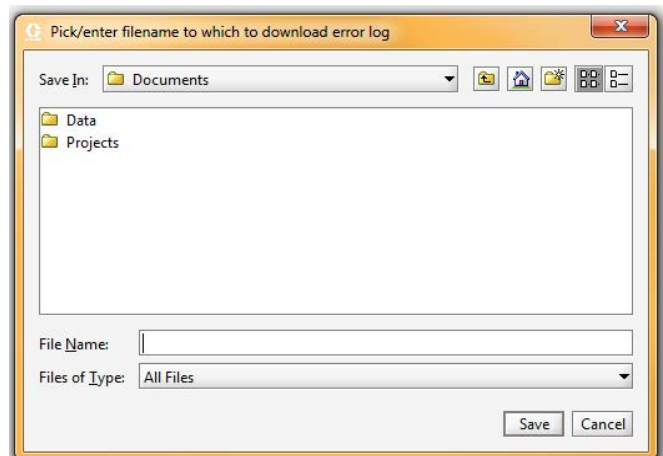 Pick/enter filename to which to download error log
Save In: Documents
Data
Projects
File Name:
Files of Type: All Files
Save Cancel